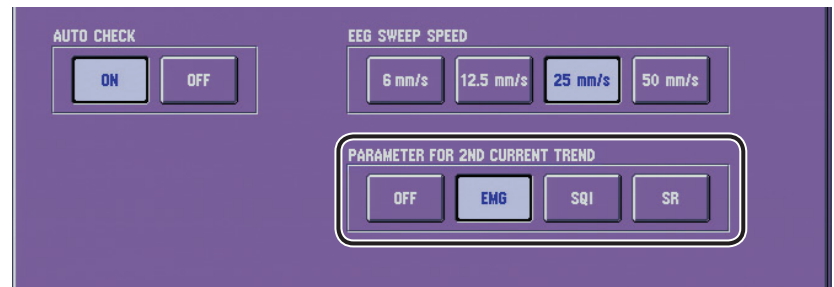 AUTO CHECK
ON OFF
EEG SWEEP SPEED
6 mm/s 12.5 mm/s 25 mm/s 50 mm/s
PARAMETER FOR 2ND CURRENT TREND
OFF EMG SQI SR